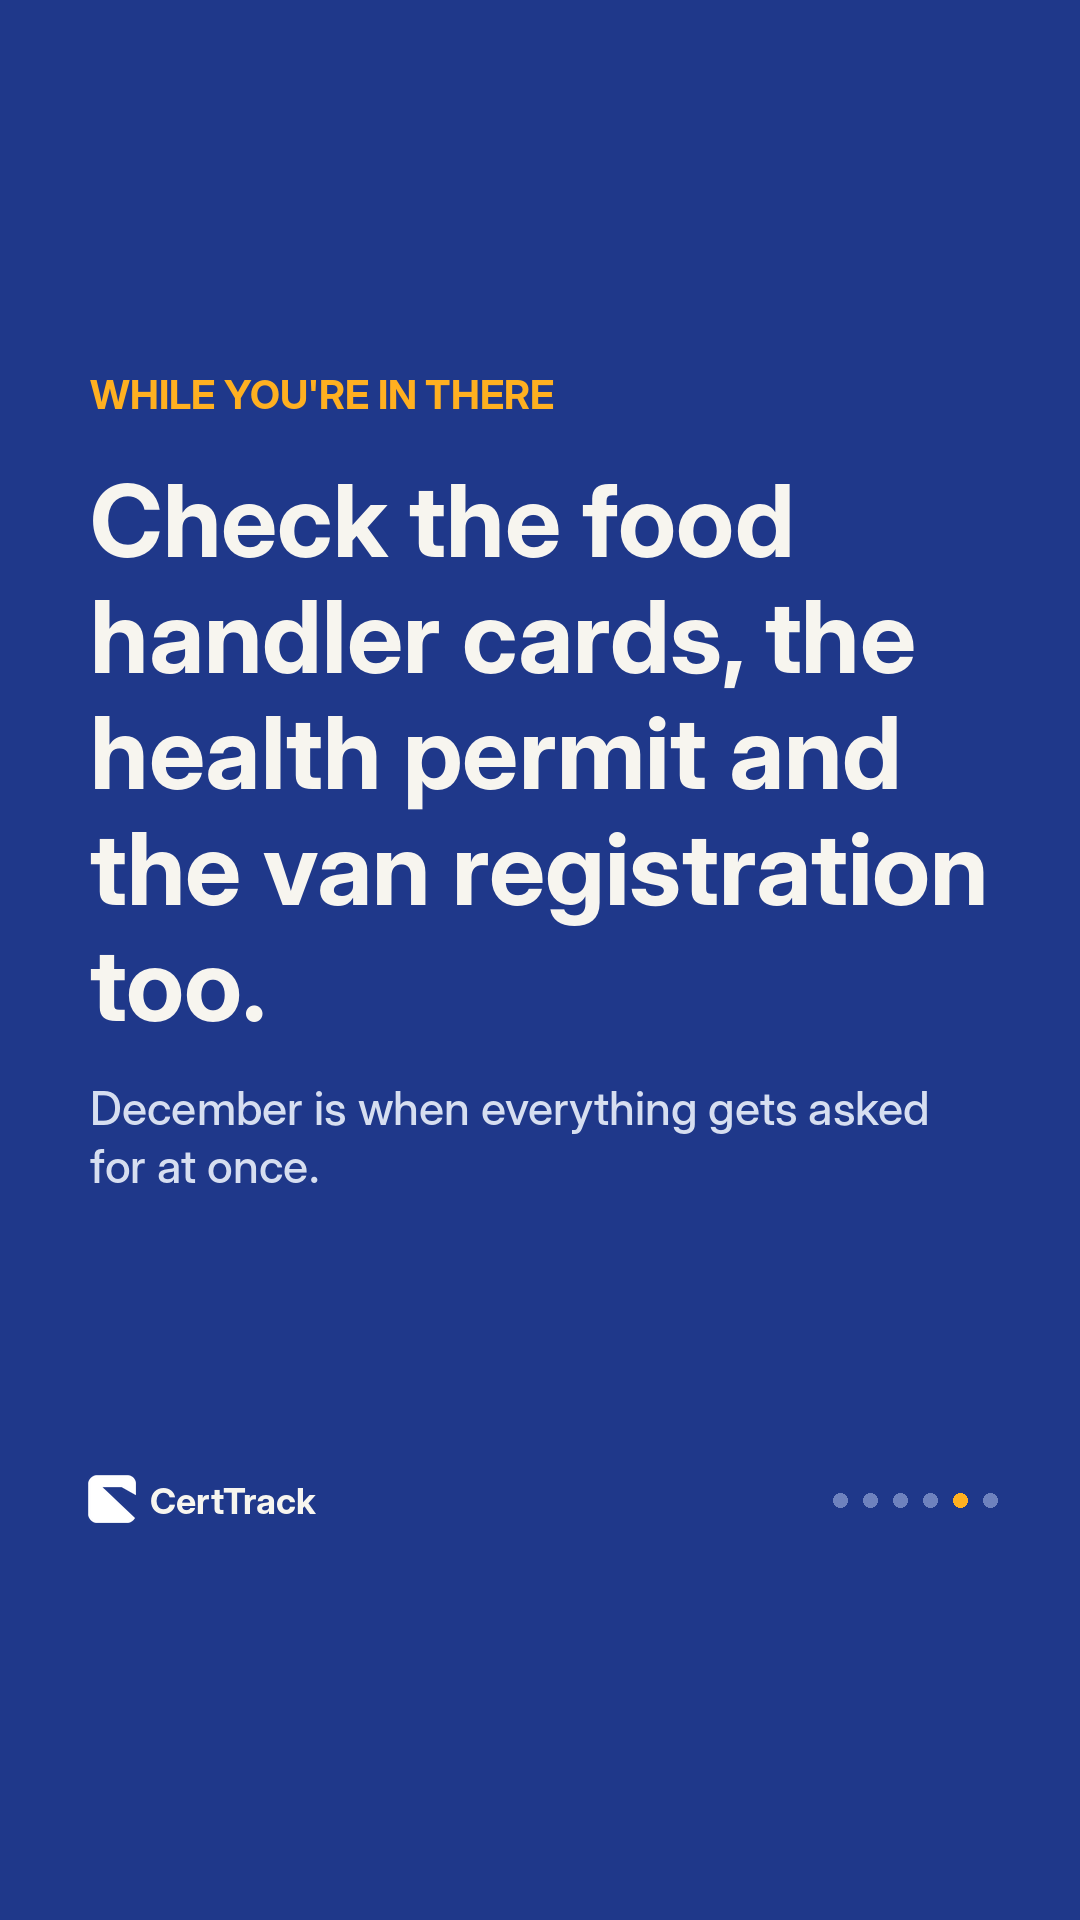 WHILE YOU'RE IN THERE
Check the food
handler cards, the
health permit and
the van registration
too.
December is when everything gets asked
for at once.
CertTrack